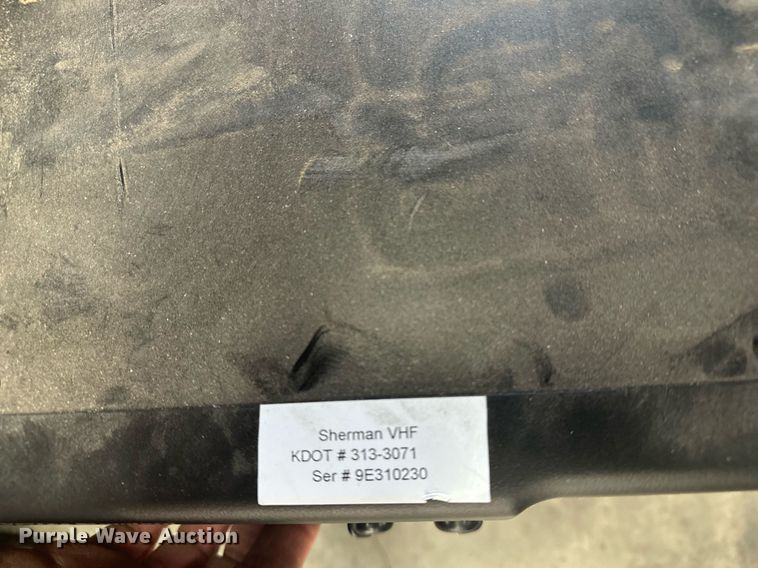 Sherman VHF
KDOT # 313-3071
Ser # 9E310230
Purple Wave Auction